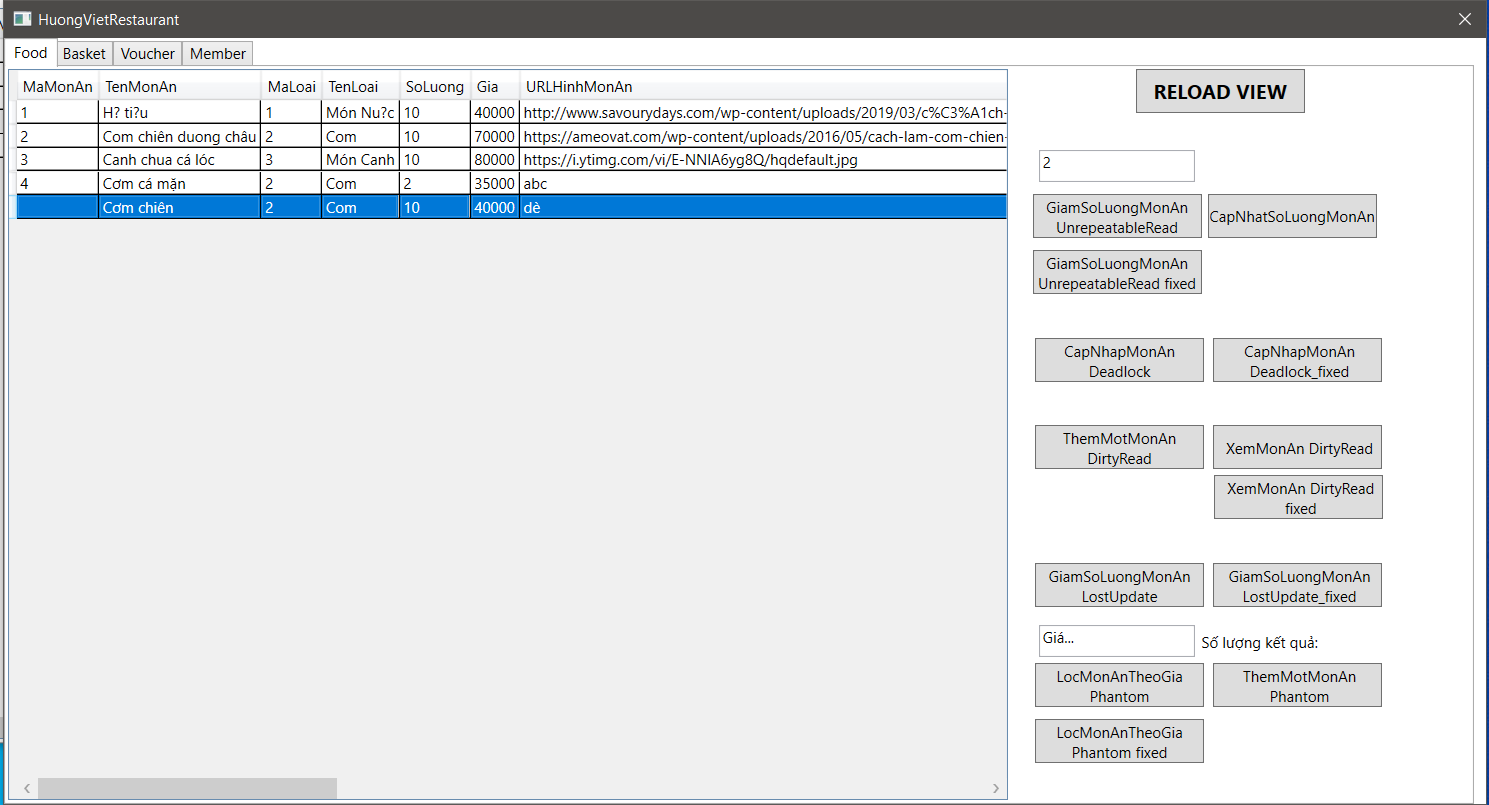 HuongVietRestaurant
Food Basket Voucher Member
MaMonAn TenMonAn MaLoai TenLoai SoLuong Gia URLHinhMonAn
1 H? ti?u 1 Món Nu?c 10 40000 http://www.savourydays.com/wp-content/uploads/2019/03/c%C3%A1ch-
2 Com chiên duong châu 2 Com 10 70000 https://ameovat.com/wp-content/uploads/2016/05/cach-lam-com-chien-
3 Canh chua cá lóc 3 Món Canh 10 80000 https://i.ytimg.com/vi/E-NNIA6yg8Q/hqdefault.jpg
4 Cơm cá mặn 2 Com 2 35000 abc
Cơm chiên 2 Com 10 40000 dè
RELOAD VIEW
2
GiamSoLuongMonAn
UnrepeatableRead
CapNhatSoLuongMonAn
GiamSoLuongMonAn
UnrepeatableRead fixed
CapNhapMonAn
Deadlock
CapNhapMonAn
Deadlock_fixed
ThemMotMonAn
DirtyRead
XemMonAn DirtyRead
XemMonAn DirtyRead
fixed
GiamSoLuongMonAn
LostUpdate
GiamSoLuongMonAn
LostUpdate_fixed
Giá...
Số lượng kết quả:
LocMonAnTheoGia
Phantom
ThemMotMonAn
Phantom
LocMonAnTheoGia
Phantom fixed